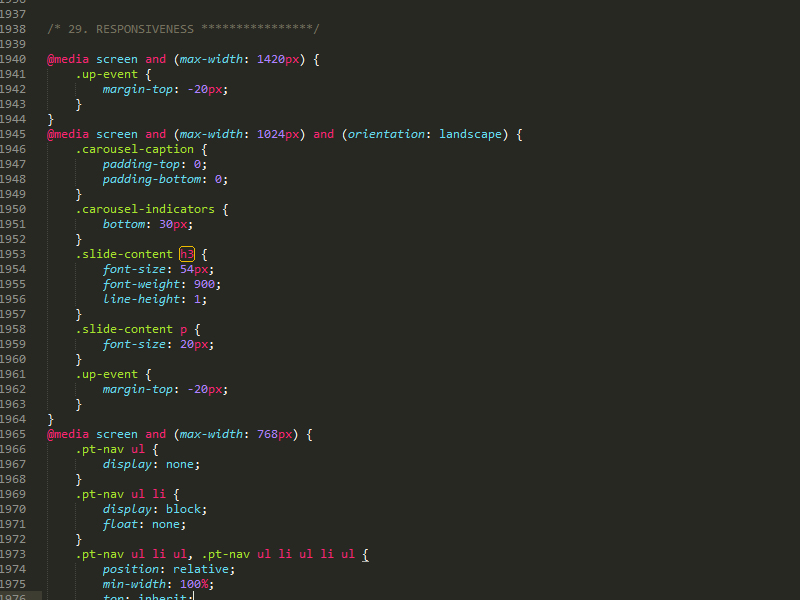 1936
1937
1938 /* 29. RESPONSIVENESS ****************/
1939
1940 @media screen and (max-width: 1420px) {
1941 .up-event {
1942 margin-top: -20px;
1943 }
1944 }
1945 @media screen and (max-width: 1024px) and (orientation: landscape) {
1946 .carousel-caption {
1947 padding-top: 0;
1948 padding-bottom: 0;
1949 }
1950 .carousel-indicators {
1951 bottom: 30px;
1952 }
1953 .slide-content h3 {
1954 font-size: 54px;
1955 font-weight: 900;
1956 line-height: 1;
1957 }
1958 .slide-content p {
1959 font-size: 20px;
1960 }
1961 .up-event {
1962 margin-top: -20px;
1963 }
1964 }
1965 @media screen and (max-width: 768px) {
1966 .pt-nav ul {
1967 display: none;
1968 }
1969 .pt-nav ul li {
1970 display: block;
1971 float: none;
1972 }
1973 .pt-nav ul li ul, .pt-nav ul li ul li ul {
1974 position: relative;
1975 min-width: 100%;
1976 top: inherit;